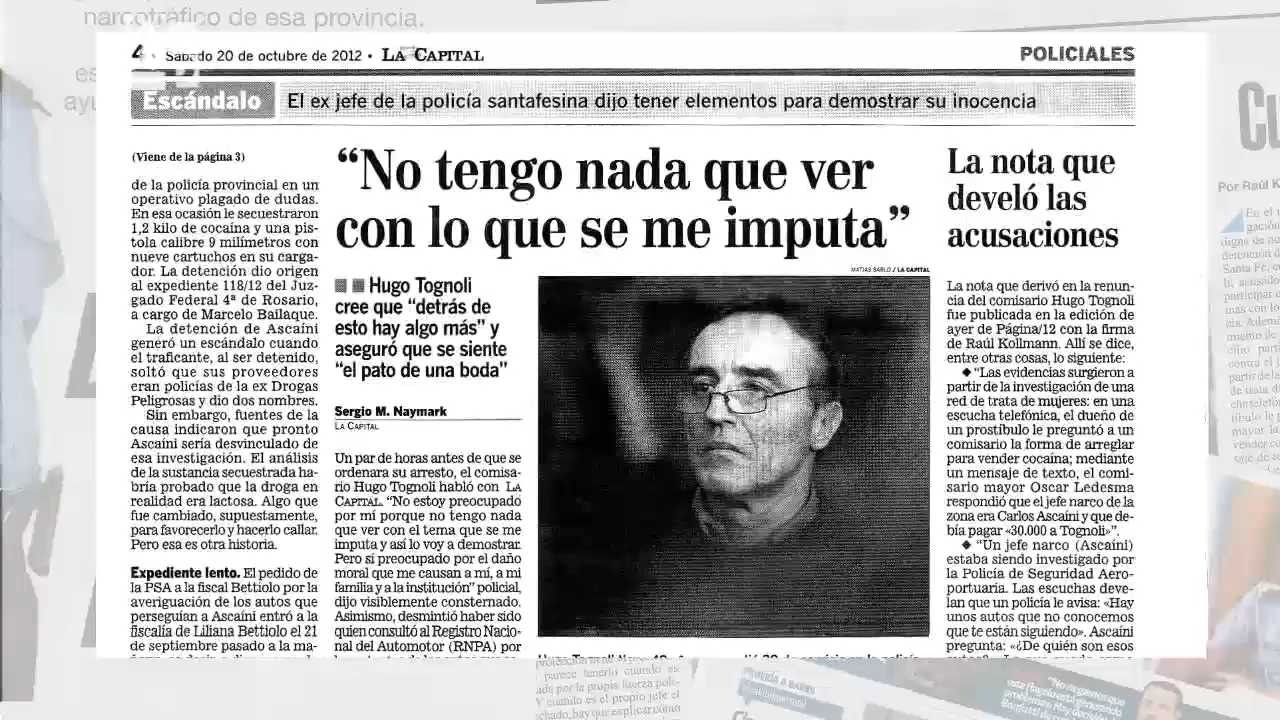 narcotráfico de esa provincia.
4 · Sábado 20 de octubre de 2012 · LA CAPITAL
POLICIALES
Escándalo
El ex jefe de la policía santafesina dijo tener elementos para demostrar su inocencia
(Viene de la página 3)
de la policía provincial en un
operativo plagado de dudas.
En esa ocasión le secuestraron
1,2 kilo de cocaína y una pis-
tola calibre 9 milímetros con
nueve cartuchos en su carga-
dor. La detención dio origen
al expediente 118/12 del Juz-
gado Federal 4ª de Rosario,
a cargo de Marcelo Bailaque.
La detención de Ascaíni
generó un escándalo cuando
el traficante, al ser detenido,
soltó que sus proveedores
eran policías de la ex Drogas
Peligrosas y dio dos nombres.
Sin embargo, fuentes de la
causa indicaron que pronto
Ascaíni sería desvinculado de
esa investigación. El análisis
de la sustancia secuestrada ha-
bría probado que la droga en
realidad era lactosa. Algo que
fue cambiado, supuestamente,
para favorecerlo y hacerlo callar.
Pero esa es otra historia.
Expediente lento. El pedido de
la PSA a la fiscal Bettiolo por la
averiguación de los autos que
perseguían a Ascaíni entró a la
fiscalía de Liliana Bettiolo el 21
de septiembre pasado a la ma-
“No tengo nada que ver
con lo que se me imputa”
Hugo Tognoli
cree que “detrás de
esto hay algo más” y
aseguró que se siente
“el pato de una boda”
Sergio M. Naymark
LA CAPITAL
Un par de horas antes de que se
ordenara su arresto, el comisa-
rio Hugo Tognoli habló con LA
CAPITAL. “No estoy preocupado
por mí porque no tengo nada
que ver con el tema que se me
imputa y así lo voy a demostrar.
Pero sí preocupado por el daño
moral que me causan a mí, a mi
familia y a la institución” policial,
dijo visiblemente consternado.
Asimismo, desmintió haber sido
quien consultó al Registro Nacio-
nal del Automotor (RNPA) por
MATIAS SARLO / LA CAPITAL
La nota que
develó las
acusaciones
La nota que derivó en la renun-
cia del comisario Hugo Tognoli
fue publicada en la edición de
ayer de Página/12 con la firma
de Raúl Kollmann. Allí se dice,
entre otras cosas, lo siguiente:
◆“Las evidencias surgieron a
partir de la investigación de una
red de trata de mujeres: en una
escucha telefónica, el dueño de
un prostíbulo le preguntó a un
comisario la forma de arreglar
para vender cocaína; mediante
un mensaje de texto, el comi-
sario mayor Oscar Ledesma
respondió que el jefe narco de la
zona era Carlos Ascaíni y que de-
bía pagar «30.000 a Tognoli»”.
◆ “Un jefe narco (Ascaíni)
estaba siendo investigado por
la Policía de Seguridad Aero-
portuaria. Las escuchas deve-
lan que un policía le avisa: «Hay
unos autos que no conocemos
que te están siguiendo». Ascaíni
pregunta: «¿De quién son esos
Por Raúl K